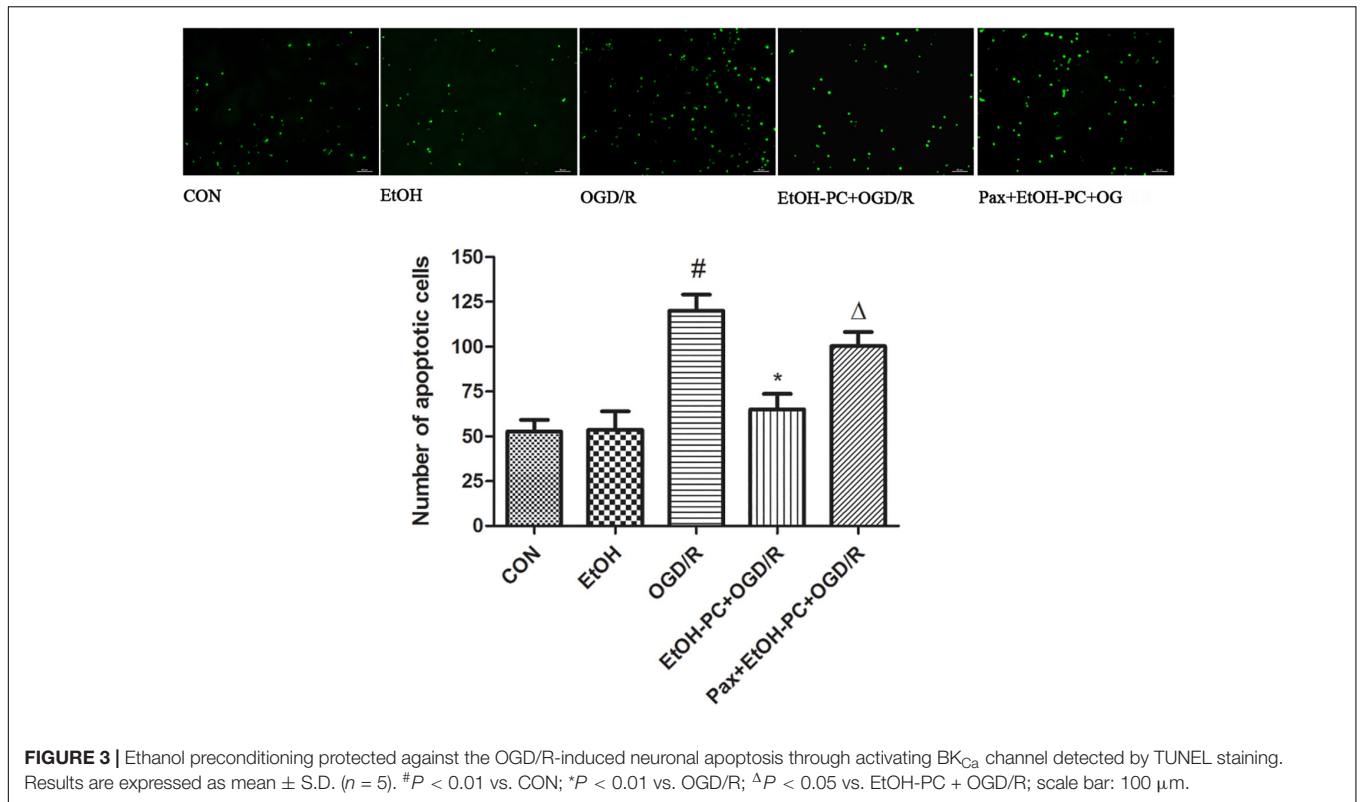 CON EtOH OGD/R EtOH-PC+OGD/R Pax+EtOH-PC+OG
150
125
100
75
50
25
0
Number of apoptotic cells
#
*
Δ
CON
EtOH
OGD/R
EtOH-PC+OGD/R
Pax+EtOH-PC+OGD/R
FIGURE 3 | Ethanol preconditioning protected against the OGD/R-induced neuronal apoptosis through activating BKCa channel detected by TUNEL staining.
Results are expressed as mean ± S.D. (n = 5). #P < 0.01 vs. CON; *P < 0.01 vs. OGD/R; ΔP < 0.05 vs. EtOH-PC + OGD/R; scale bar: 100 μm.